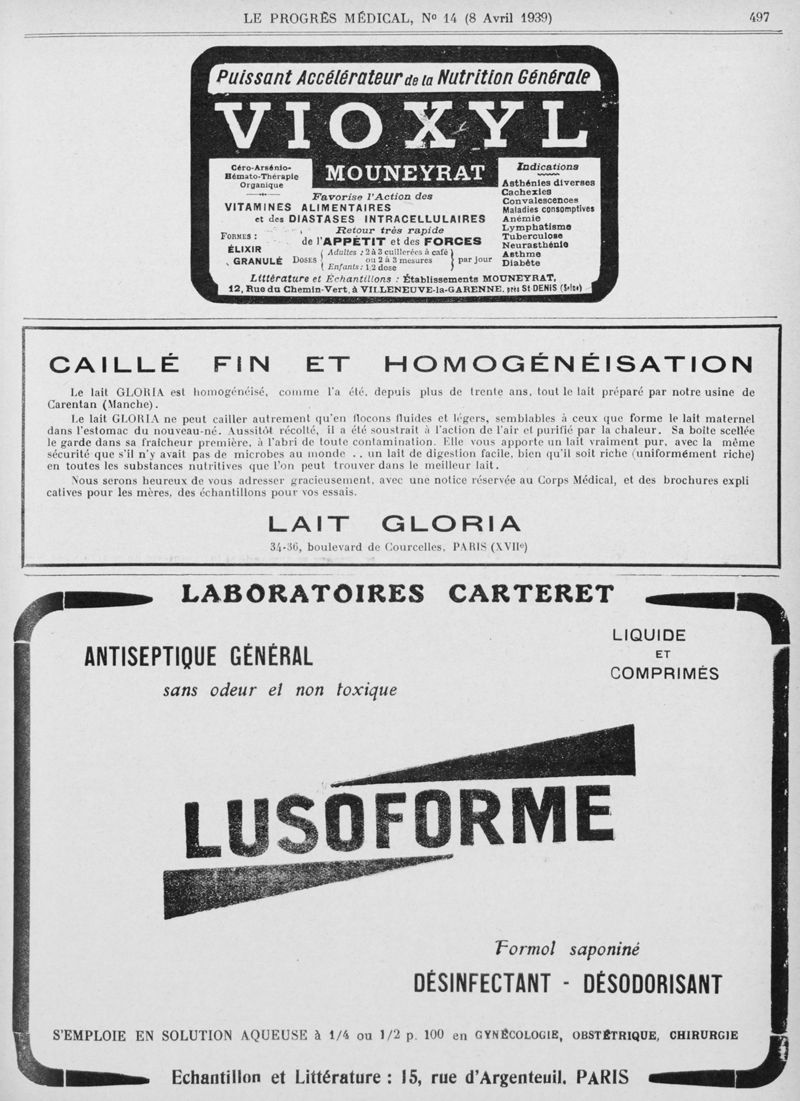 LE PROGRÈS MÉDICAL, No 14 (8 Avril 1939) 497
Puissant Accélérateur de la Nutrition Générale
VIOXYL
MOUNEYRAT
Céro-Arsénio-
Hémato-Thérapie
Organique
Favorise l'Action des
VITAMINES ALIMENTAIRES
et des DIASTASES INTRACELLULAIRES
Retour très rapide
de l'APPÉTIT et des FORCES
FORMES :
ÉLIXIR
GRANULÉ
DOSES
Adultes : 2 à 3 cuillerées à café
ou 2 à 3 mesures
Enfants : 1/2 dose
par jour
Indications
Asthénies diverses
Cachexies
Convalescences
Maladies consomptives
Anémie
Lymphatisme
Tuberculose
Neurasthénie
Asthme
Diabète
Littérature et Échantillons : Établissements MOUNEYRAT,
12, Rue du Chemin-Vert, à VILLENEUVE-la-GARENNE, près St DENIS (Seine)
CAILLÉ FIN ET HOMOGÉNÉISATION
Le lait GLORIA est homogénéisé, comme l'a été, depuis plus de trente ans, tout le lait préparé par notre usine de
Carentan (Manche).
Le lait GLORIA ne peut cailler autrement qu'en flocons fluides et légers, semblables à ceux que forme le lait maternel
dans l'estomac du nouveau-né. Aussitôt récolté, il a été soustrait à l'action de l'air et purifié par la chaleur. Sa boîte scellée
le garde dans sa fraîcheur première, à l'abri de toute contamination. Elle vous apporte un lait vraiment pur, avec la même
sécurité que s'il n'y avait pas de microbes au monde . . un lait de digestion facile, bien qu'il soit riche (uniformément riche)
en toutes les substances nutritives que l'on peut trouver dans le meilleur lait.
Nous serons heureux de vous adresser gracieusement, avec une notice réservée au Corps Médical, et des brochures expli
catives pour les mères, des échantillons pour vos essais.
LAIT GLORIA
34-36, boulevard de Courcelles, PARIS (XVIIe)
LABORATOIRES CARTERET
ANTISEPTIQUE GÉNÉRAL
sans odeur et non toxique
LIQUIDE
ET
COMPRIMÉS
LUSOFORME
Formol saponiné
DÉSINFECTANT - DÉSODORISANT
S'EMPLOIE EN SOLUTION AQUEUSE à 1/4 ou 1/2 p. 100 en GYNÉCOLOGIE, OBSTÉTRIQUE, CHIRURGIE
Echantillon et Littérature : 15, rue d'Argenteuil, PARIS